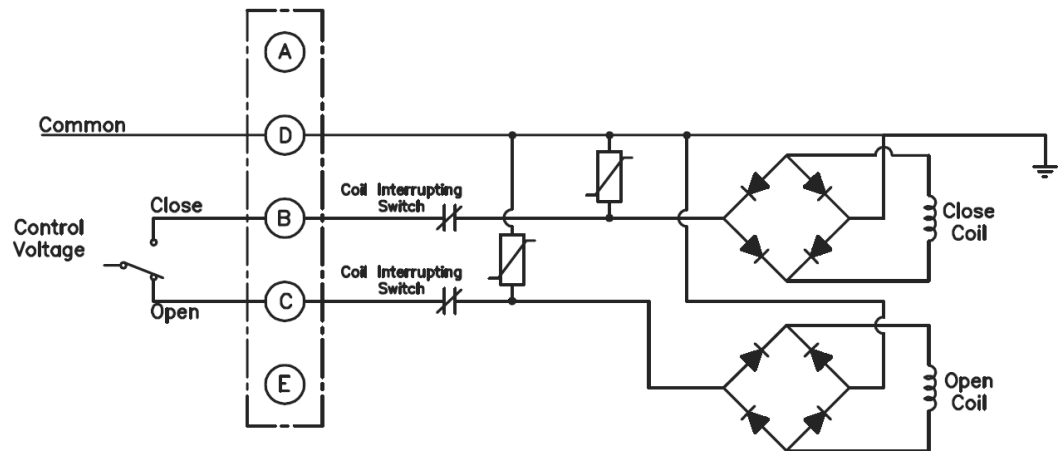 A
Common
D
Coil Interrupting
Switch
Close
B
Control
Voltage
Close
Coil
Coil Interrupting
Switch
C
Open
E
Open
Coil